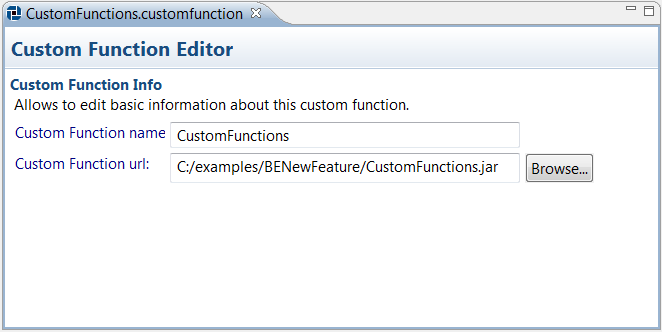 CustomFunctions.customfunction
Custom Function Editor
Custom Function Info
Allows to edit basic information about this custom function.
Custom Function name CustomFunctions
Custom Function url: C:/examples/BENewFeature/CustomFunctions.jar Browse...